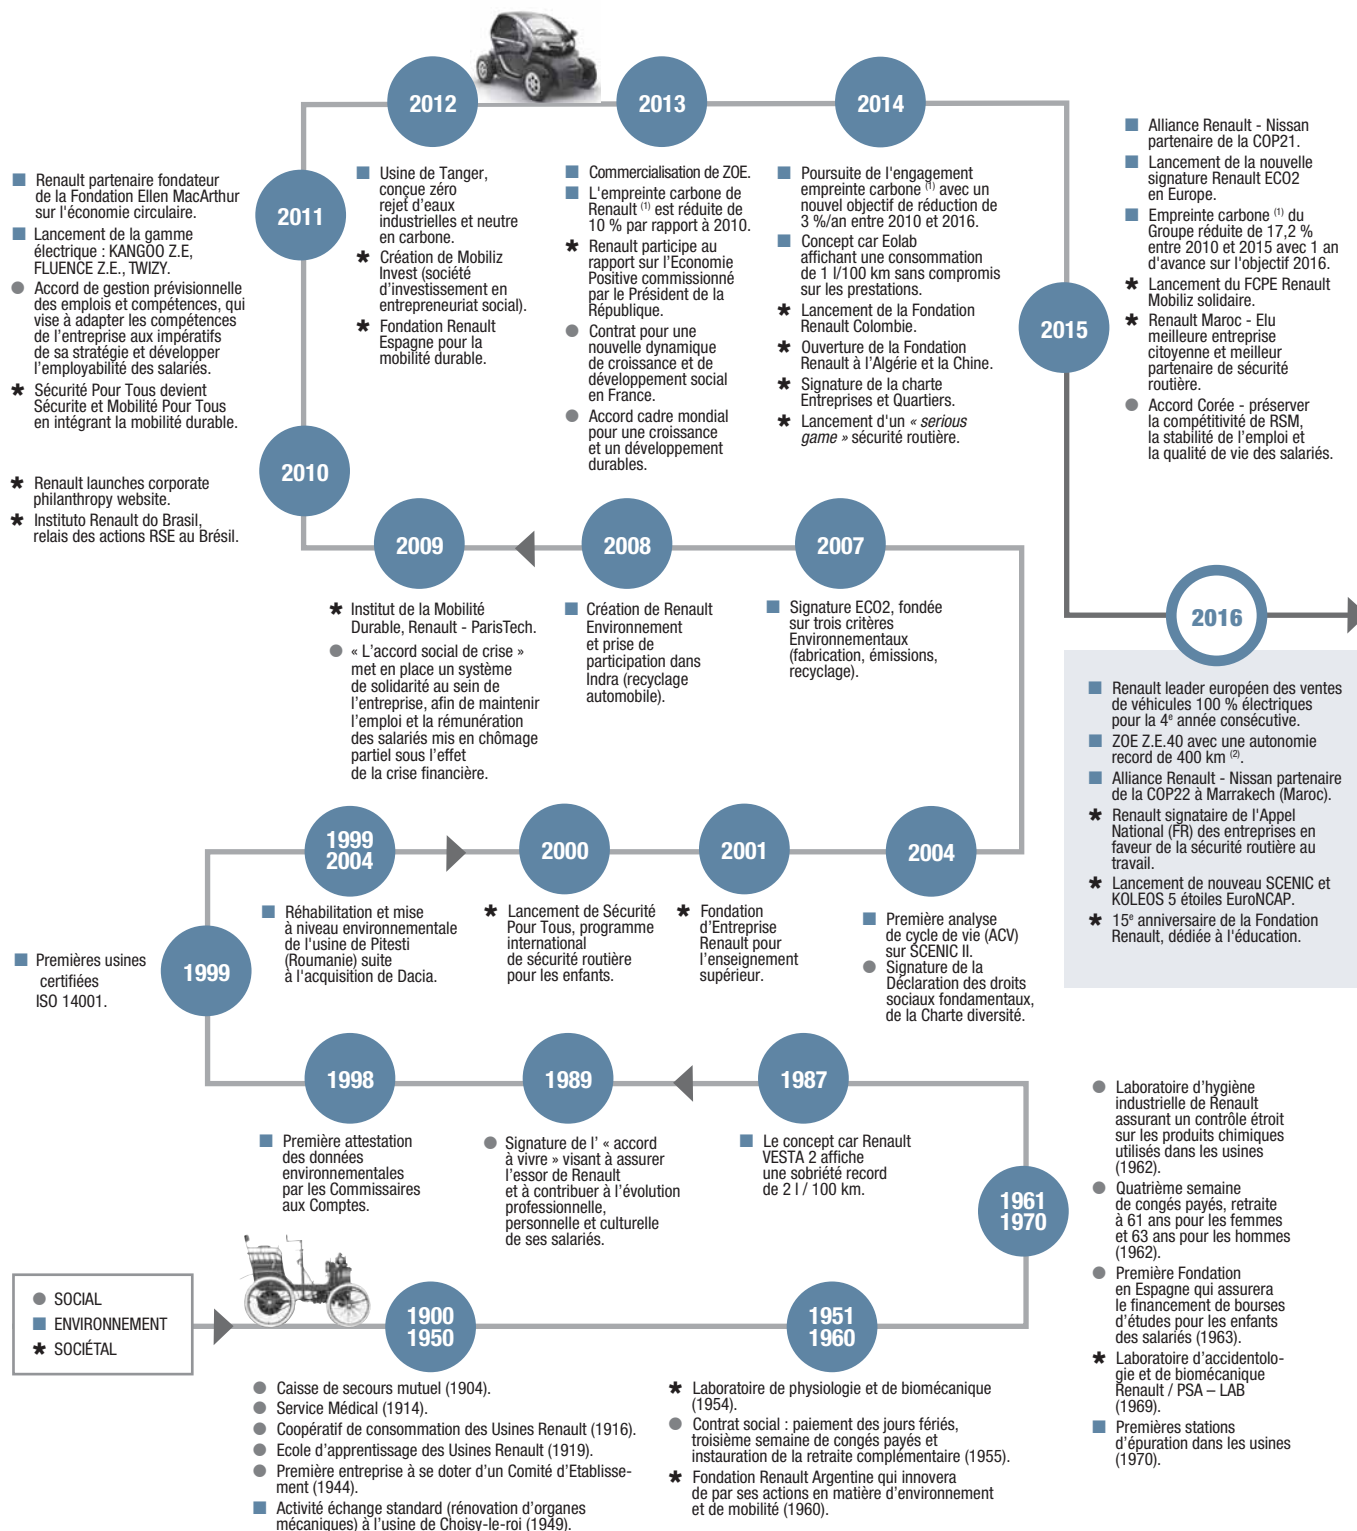 2012
2013
2014
Renault partenaire fondateur
de la Fondation Ellen MacArthur
sur l'économie circulaire.
Lancement de la gamme
électrique : KANGOO Z.E,
FLUENCE Z.E., TWIZY.
Accord de gestion prévisionnelle
des emplois et compétences, qui
vise à adapter les compétences
de l'entreprise aux impératifs
de sa stratégie et développer
l'employabilité des salariés.
Sécurité Pour Tous devient
Sécurite et Mobilité Pour Tous
en intégrant la mobilité durable.
2011
Usine de Tanger,
conçue zéro
rejet d'eaux
industrielles et neutre
en carbone.
Création de Mobiliz
Invest (société
d'investissement en
entrepreneuriat social).
Fondation Renault
Espagne pour la
mobilité durable.
Commercialisation de ZOE.
L'empreinte carbone de
Renault (1) est réduite de
10 % par rapport à 2010.
Renault participe au
rapport sur l'Economie
Positive commissionné
par le Président de la
République.
Contrat pour une
nouvelle dynamique
de croissance et de
développement social
en France.
Accord cadre mondial
pour une croissance
et un développement
durables.
Poursuite de l'engagement
empreinte carbone (1) avec un
nouvel objectif de réduction de
3 %/an entre 2010 et 2016.
Concept car Eolab
affichant une consommation
de 1 l/100 km sans compromis
sur les prestations.
Lancement de la Fondation
Renault Colombie.
Ouverture de la Fondation
Renault à l'Algérie et la Chine.
Signature de la charte
Entreprises et Quartiers.
Lancement d'un « serious
game » sécurité routière.
2015
Alliance Renault - Nissan
partenaire de la COP21.
Lancement de la nouvelle
signature Renault ECO2
en Europe.
Empreinte carbone (1) du
Groupe réduite de 17,2 %
entre 2010 et 2015 avec 1 an
d'avance sur l'objectif 2016.
Lancement du FCPE Renault
Mobiliz solidaire.
Renault Maroc - Elu
meilleure entreprise
citoyenne et meilleur
partenaire de sécurité
routière.
Accord Corée - préserver
la compétitivité de RSM,
la stabilité de l'emploi et
la qualité de vie des salariés.
2010
Renault launches corporate
philanthropy website.
Instituto Renault do Brasil,
relais des actions RSE au Brésil.
2009
2008
2007
Institut de la Mobilité
Durable, Renault - ParisTech.
« L'accord social de crise »
met en place un système
de solidarité au sein de
l'entreprise, afin de maintenir
l'emploi et la rémunération
des salariés mis en chômage
partiel sous l'effet
de la crise financière.
Création de Renault
Environnement
et prise de
participation dans
Indra (recyclage
automobile).
Signature ECO2, fondée
sur trois critères
Environnementaux
(fabrication, émissions,
recyclage).
2016
Renault leader européen des ventes
de véhicules 100 % électriques
pour la 4e année consécutive.
ZOE Z.E.40 avec une autonomie
record de 400 km (2).
Alliance Renault - Nissan partenaire
de la COP22 à Marrakech (Maroc).
Renault signataire de l'Appel
National (FR) des entreprises en
faveur de la sécurité routière au
travail.
Lancement de nouveau SCENIC et
KOLEOS 5 étoiles EuroNCAP.
15e anniversaire de la Fondation
Renault, dédiée à l'éducation.
1999
2004
2000
2001
2004
Premières usines
certifiées
ISO 14001.
1999
Réhabilitation et mise
à niveau environnementale
de l'usine de Pitesti
(Roumanie) suite
à l'acquisition de Dacia.
Lancement de Sécurité
Pour Tous, programme
international
de sécurité routière
pour les enfants.
Fondation
d'Entreprise
Renault pour
l'enseignement
supérieur.
Première analyse
de cycle de vie (ACV)
sur SCENIC II.
Signature de la
Déclaration des droits
sociaux fondamentaux,
de la Charte diversité.
1998
1989
1987
Première attestation
des données
environnementales
par les Commissaires
aux Comptes.
Signature de l' « accord
à vivre » visant à assurer
l'essor de Renault
et à contribuer à l'évolution
professionnelle,
personnelle et culturelle
de ses salariés.
Le concept car Renault
VESTA 2 affiche
une sobriété record
de 2 l / 100 km.
1961
1970
Laboratoire d'hygiène
industrielle de Renault
assurant un contrôle étroit
sur les produits chimiques
utilisés dans les usines
(1962).
Quatrième semaine
de congés payés, retraite
à 61 ans pour les femmes
et 63 ans pour les hommes
(1962).
Première Fondation
en Espagne qui assurera
le financement de bourses
d'études pour les enfants
des salariés (1963).
Laboratoire d'accidentolo-
gie et de biomécanique
Renault / PSA – LAB
(1969).
Premières stations
d'épuration dans les usines
(1970).
SOCIAL
ENVIRONNEMENT
SOCIÉTAL
1900
1950
1951
1960
Caisse de secours mutuel (1904).
Service Médical (1914).
Coopératif de consommation des Usines Renault (1916).
Ecole d'apprentissage des Usines Renault (1919).
Première entreprise à se doter d'un Comité d'Etablisse-
ment (1944).
Activité échange standard (rénovation d'organes
mécaniques) à l'usine de Choisy-le-roi (1949).
Laboratoire de physiologie et de biomécanique
(1954).
Contrat social : paiement des jours fériés,
troisième semaine de congés payés et
instauration de la retraite complémentaire (1955).
Fondation Renault Argentine qui innovera
de par ses actions en matière d'environnement
et de mobilité (1960).